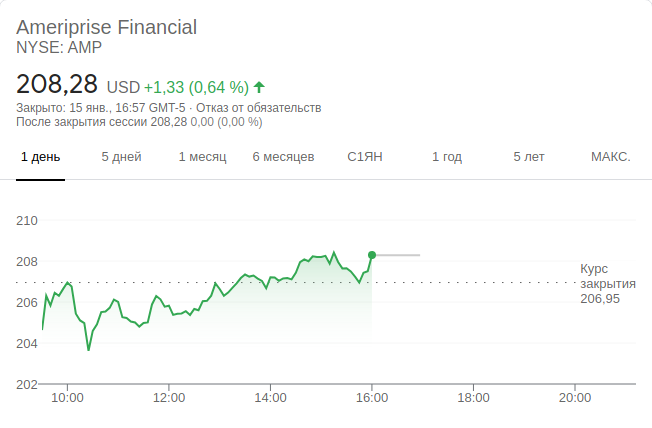 Ameriprise Financial
NYSE: AMP
208,28 USD +1,33 (0,64 %)
Закрыто: 15 янв., 16:57 GMT-5 · Отказ от обязательств
После закрытия сессии 208,28 0,00 (0,00 %)
1 день 5 дней 1 месяц 6 месяцев С1ЯН 1 год 5 лет МАКС.
210
208
Курс
закрытия
206,95
206
204
202
10:00 12:00 14:00 16:00 18:00 20:00